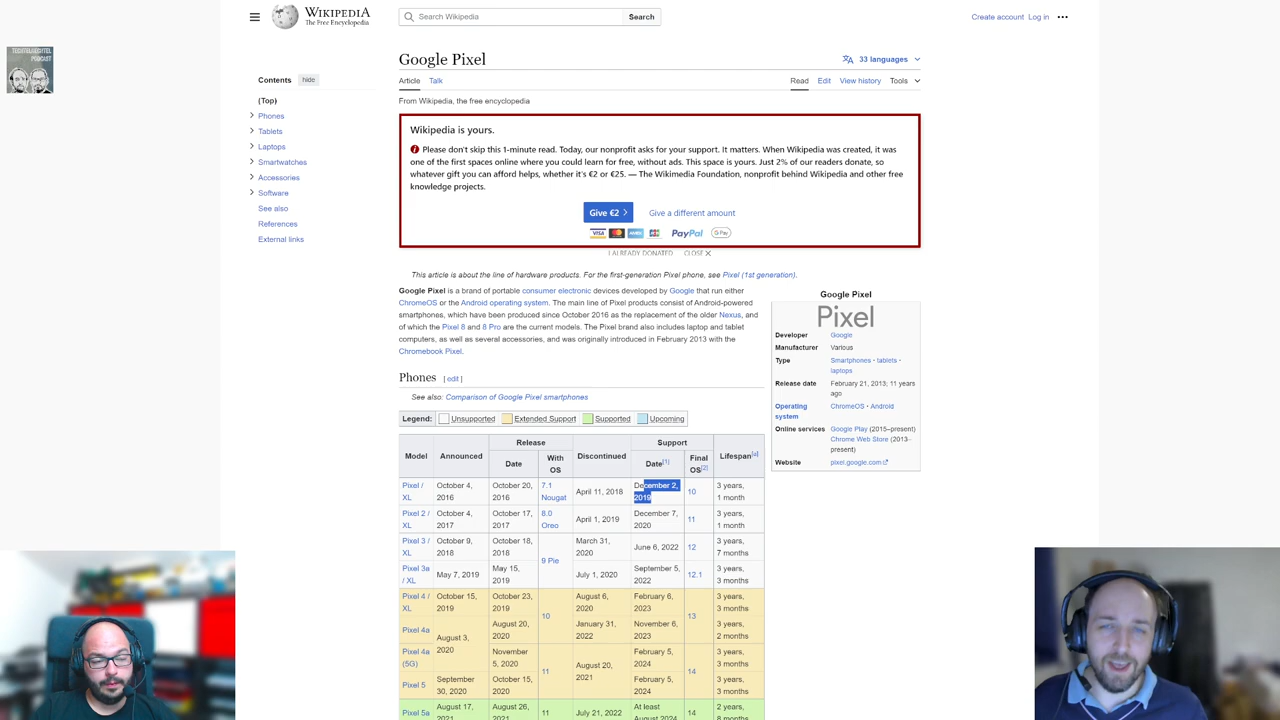 WIKIPEDIA
The Free Encyclopedia
Search Wikipedia
Search
Create account Log in
TECHTELMECHTEL
PODCAST
Contents hide
(Top)
Phones
Tablets
Laptops
Smartwatches
Accessories
Software
See also
References
External links
Google Pixel
33 languages
Article Talk
Read Edit View history Tools
From Wikipedia, the free encyclopedia
Wikipedia is yours.
Please don't skip this 1-minute read. Today, our nonprofit asks for your support. It matters. When Wikipedia was created, it was
one of the first spaces online where you could learn for free, without ads. This space is yours. Just 2% of our readers donate, so
whatever gift you can afford helps, whether it's €2 or €25. — The Wikimedia Foundation, nonprofit behind Wikipedia and other free
knowledge projects.
Give €2 Give a different amount
VISA AMEX JCB PayPal G Pay
I ALREADY DONATED CLOSE
This article is about the line of hardware products. For the first-generation Pixel phone, see Pixel (1st generation).
Google Pixel is a brand of portable consumer electronic devices developed by Google that run either
ChromeOS or the Android operating system. The main line of Pixel products consist of Android-powered
smartphones, which have been produced since October 2016 as the replacement of the older Nexus, and
of which the Pixel 8 and 8 Pro are the current models. The Pixel brand also includes laptop and tablet
computers, as well as several accessories, and was originally introduced in February 2013 with the
Chromebook Pixel.
Google Pixel
Pixel
Developer Google
Manufacturer Various
Type Smartphones · tablets ·
laptops
Release date February 21, 2013; 11 years
ago
Operating ChromeOS · Android
system
Online services Google Play (2015–present)
Chrome Web Store (2013–
present)
Website pixel.google.com
Phones [ edit ]
See also: Comparison of Google Pixel smartphones
Legend: Unsupported Extended Support Supported Upcoming
Model Announced Release Discontinued Support Lifespan[a]
Date With OS Date[1] Final OS[2]
Pixel / XL October 4, 2016 October 20, 2016 7.1 Nougat April 11, 2018 December 2, 2019 10 3 years, 1 month
Pixel 2 / XL October 4, 2017 October 17, 2017 8.0 Oreo April 1, 2019 December 7, 2020 11 3 years, 1 month
Pixel 3 / XL October 9, 2018 October 18, 2018 9 Pie March 31, 2020 June 6, 2022 12 3 years, 7 months
Pixel 3a / XL May 7, 2019 May 15, 2019 July 1, 2020 September 5, 2022 12.1 3 years, 3 months
Pixel 4 / XL October 15, 2019 October 23, 2019 10 August 6, 2020 February 6, 2023 13 3 years, 3 months
Pixel 4a August 3, 2020 August 20, 2020 January 31, 2022 November 6, 2023 3 years, 2 months
Pixel 4a (5G) November 5, 2020 11 August 20, 2021 February 5, 2024 14 3 years, 3 months
Pixel 5 September 30, 2020 October 15, 2020 February 5, 2024 3 years, 3 months
Pixel 5a August 17, 2021 August 26, 2021 11 July 21, 2022 At least August 2024 14 2 years, 8 months